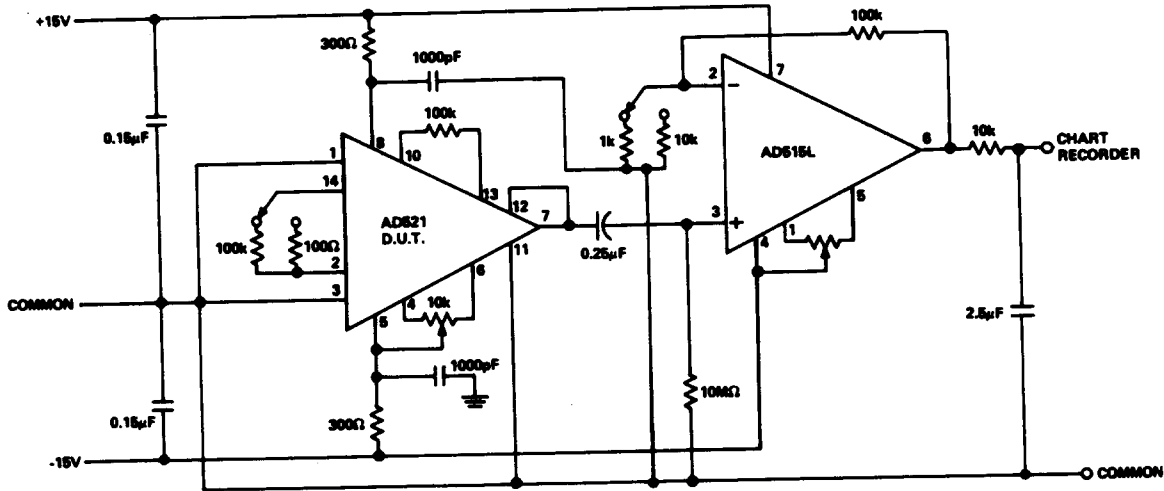 +15V
300Ω
1000pF
0.15µF
1
14
8
10
100k
13
12
7
AD521
D.U.T.
100k
100Ω
2
3
11
6
4
10k
5
COMMON
0.15µF
1000pF
300Ω
-15V
0.25µF
100k
2
-
7
1k
10k
AD515L
6
10k
CHART
RECORDER
3
+
4
1
5
10MΩ
2.5µF
COMMON